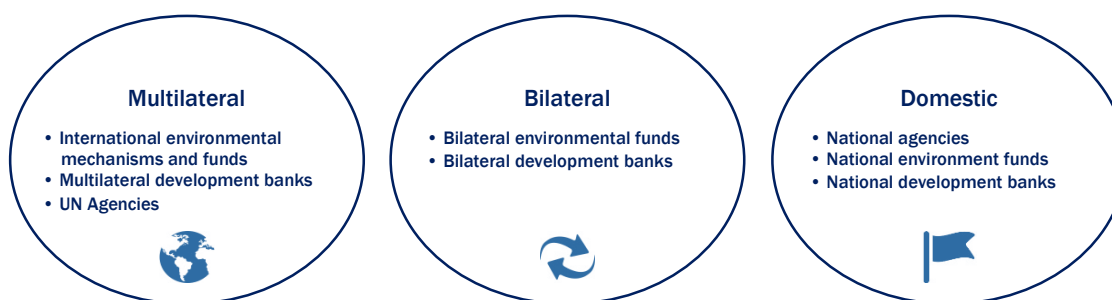 Multilateral
• International environmental
mechanisms and funds
• Multilateral development banks
• UN Agencies
Bilateral
• Bilateral environmental funds
• Bilateral development banks
Domestic
• National agencies
• National environment funds
• National development banks